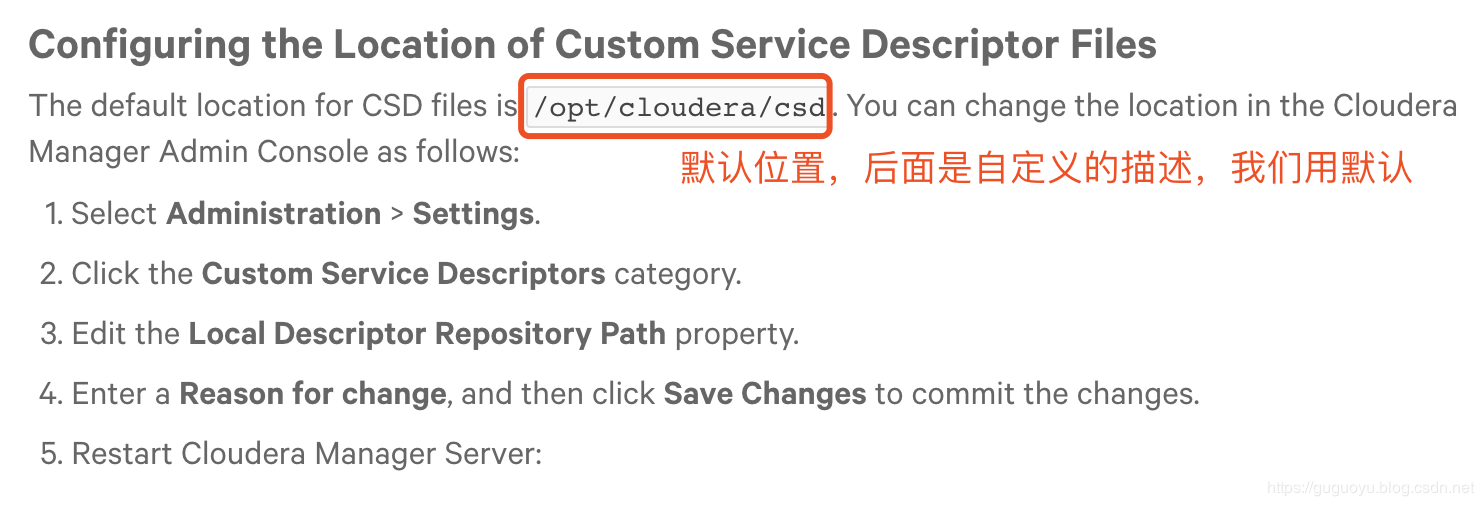 Configuring the Location of Custom Service Descriptor Files
The default location for CSD files is /opt/cloudera/csd. You can change the location in the Cloudera
Manager Admin Console as follows:
默认位置，后面是自定义的描述，我们用默认
1. Select Administration > Settings.
2. Click the Custom Service Descriptors category.
3. Edit the Local Descriptor Repository Path property.
4. Enter a Reason for change, and then click Save Changes to commit the changes.
5. Restart Cloudera Manager Server:
https://guguoyu.blog.csdn.net